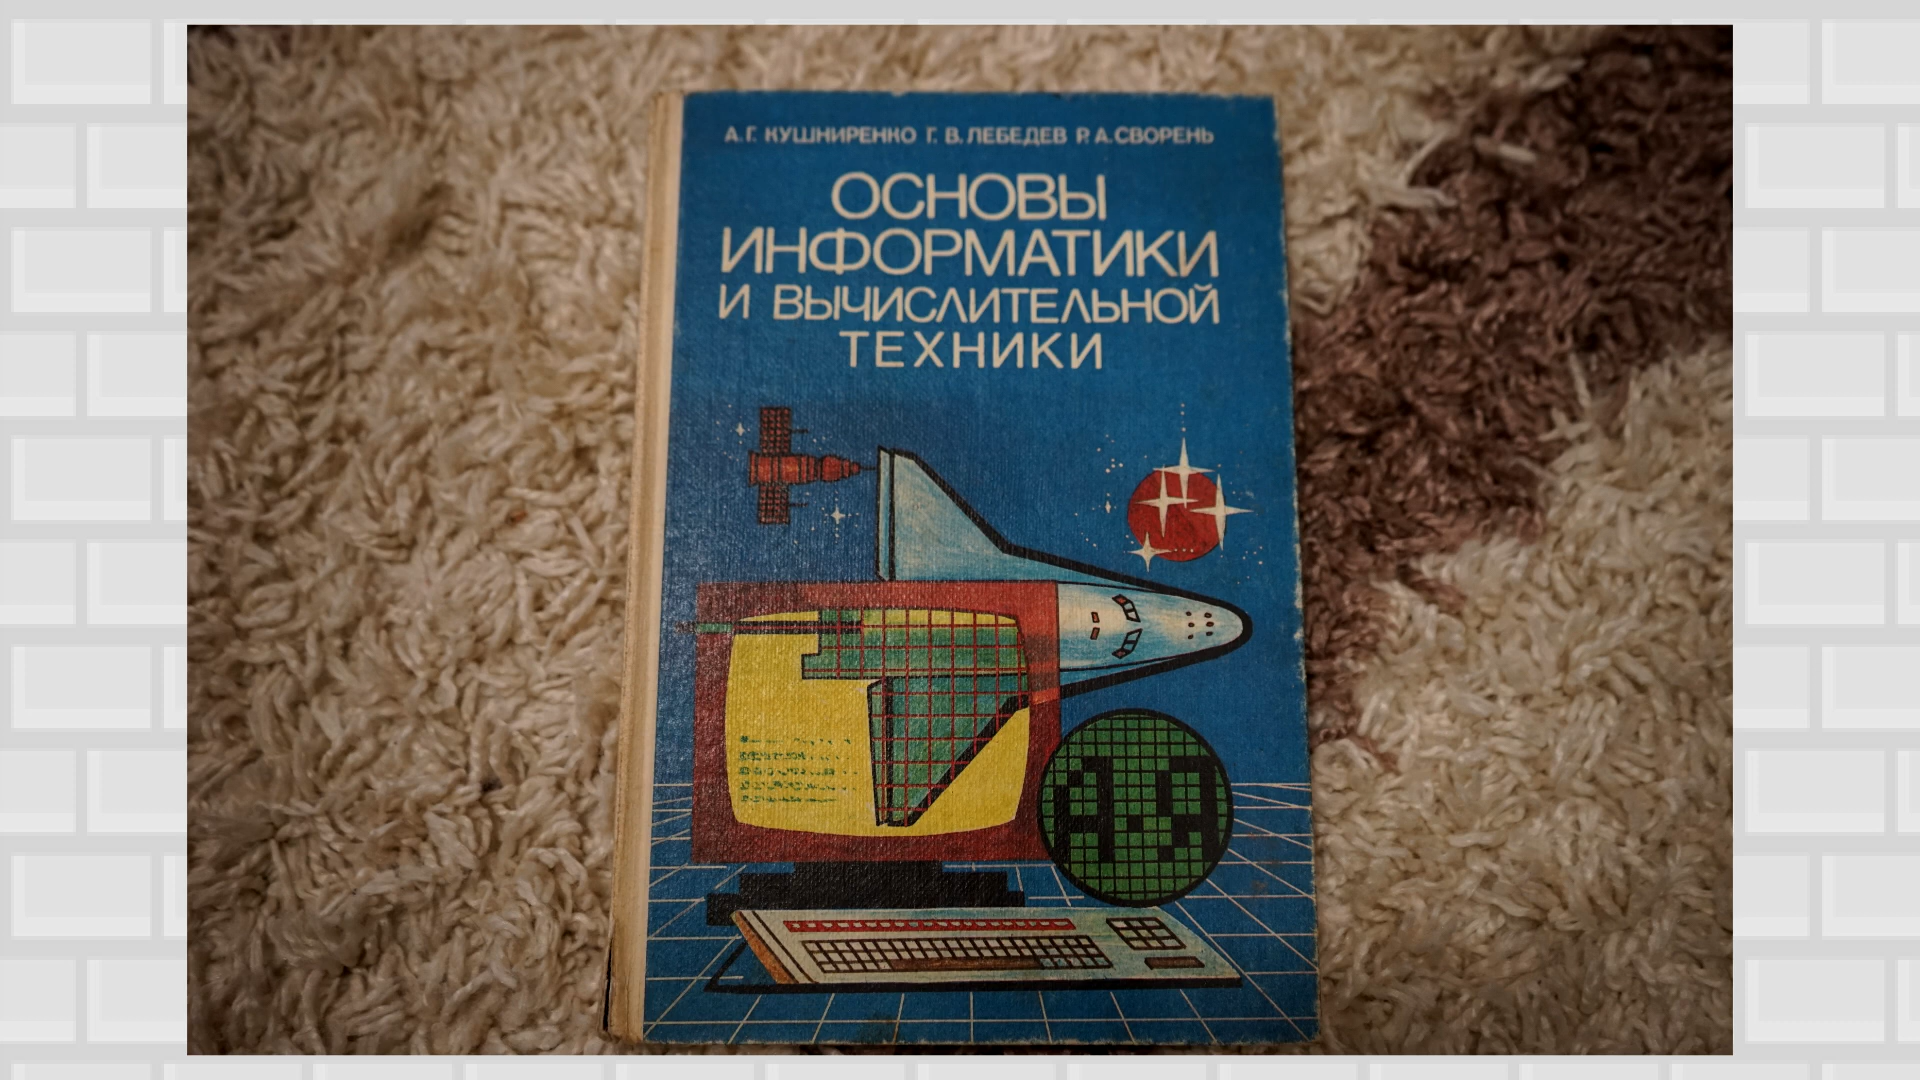 А.Г. КУШНИРЕНКО Г. В. ЛЕБЕДЕВ Р. А. СВОРЕНЬ
ОСНОВЫ
ИНФОРМАТИКИ
И ВЫЧИСЛИТЕЛЬНОЙ
ТЕХНИКИ